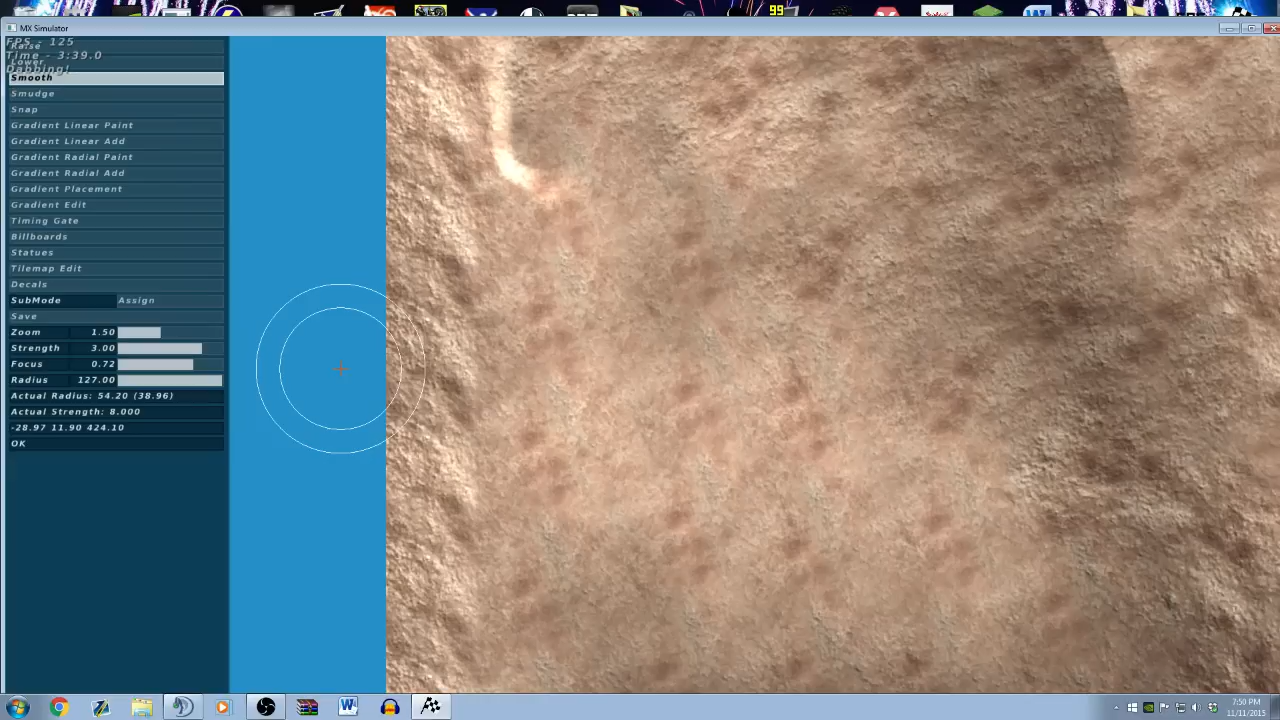 MX Simulator
FPS - 125
Raise
Time - 3:39.0
Lower
Dabbing!
Smooth
Smudge
Snap
Gradient Linear Paint
Gradient Linear Add
Gradient Radial Paint
Gradient Radial Add
Gradient Placement
Gradient Edit
Timing Gate
Billboards
Statues
Tilemap Edit
Decals
SubMode Assign
Save
Zoom 1.50
Strength 3.00
Focus 0.72
Radius 127.00
Actual Radius: 54.20 (38.96)
Actual Strength: 8.000
-28.97 11.90 424.10
OK
99
7:50 PM
11/11/2015